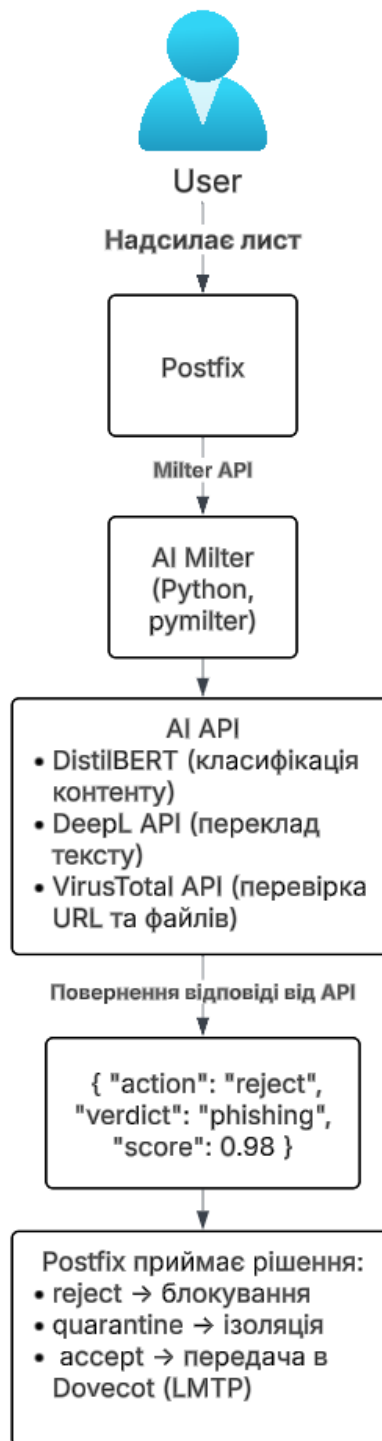 User
Надсилає лист
Postfix
Milter API
AI Milter
(Python,
pymilter)
AI API
• DistilBERT (класифікація
контенту)
• DeepL API (переклад
тексту)
• VirusTotal API (перевірка
URL та файлів)
Повернення відповіді від API
{ "action": "reject",
"verdict": "phishing",
"score": 0.98 }
Postfix приймає рішення:
• reject → блокування
• quarantine → ізоляція
• accept → передача в
Dovecot (LMTP)